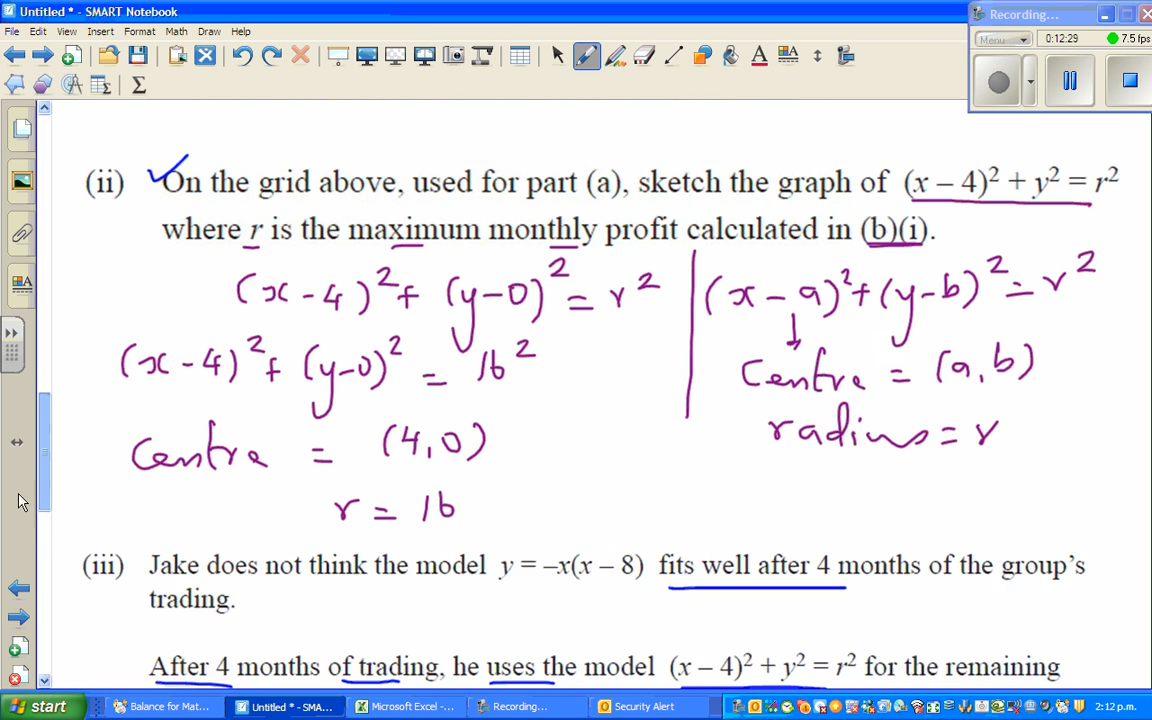 Untitled * - SMART Notebook
Recording...
File Edit View Insert Format Math Draw Help
Menu 0:12:29 7.5 fps
(ii) On the grid above, used for part (a), sketch the graph of (x – 4)² + y² = r²
where r is the maximum monthly profit calculated in (b)(i).
(x - 4)² + (y - 0)² = r²
(x - a)² + (y - b)² = r²
(x - 4)² + (y - 0)² = 16²
Centre = (a, b)
Centre = (4, 0)
radius = r
r = 16
(iii) Jake does not think the model y = –x(x – 8) fits well after 4 months of the group's
trading.
After 4 months of trading, he uses the model (x – 4)² + y² = r² for the remaining
start Balance for Mat... Untitled * - SMA... Microsoft Excel - ... Recording... Security Alert 2:12 p.m.